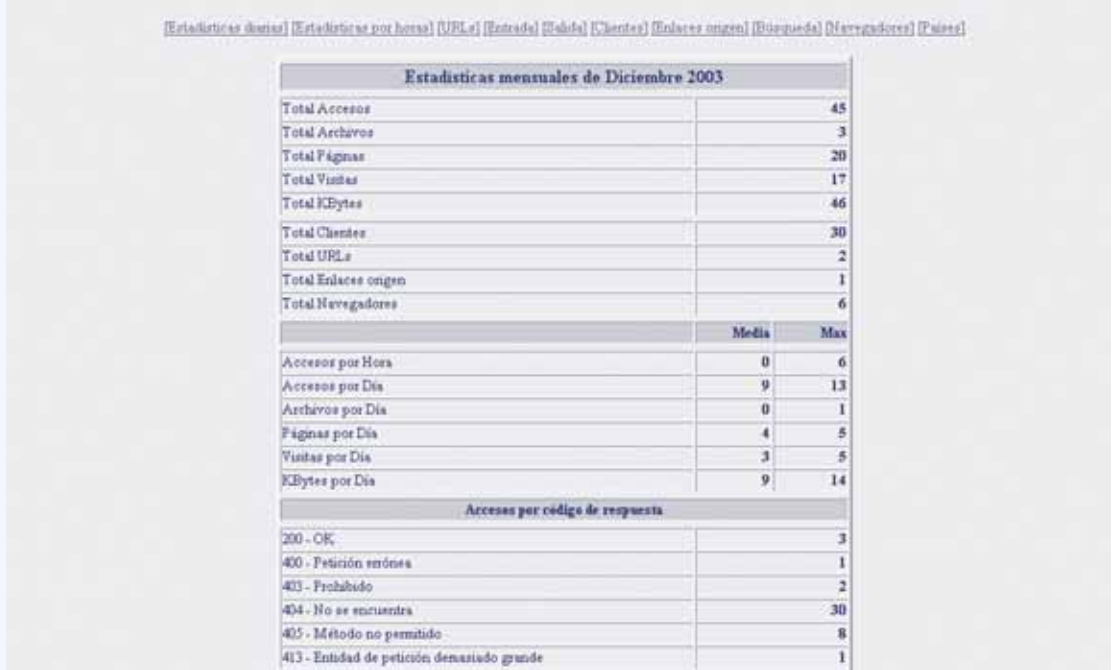 [Estadísticas diarias] [Estadísticas por horas] [URLs] [Entrada] [Salida] [Clientes] [Enlaces origen] [Búsqueda] [Navegadores] [Países]
Estadísticas mensuales de Diciembre 2003
Total Accesos 45
Total Archivos 3
Total Páginas 20
Total Visitas 17
Total KBytes 46
Total Clientes 30
Total URLs 2
Total Enlaces origen 1
Total Navegadores 6
Media Max
Accesos por Hora 0 6
Accesos por Día 9 13
Archivos por Día 0 1
Páginas por Día 4 5
Visitas por Día 3 5
KBytes por Día 9 14
Accesos por código de respuesta
200 - OK 3
400 - Petición errónea 1
403 - Prohibido 2
404 - No se encuentra 30
405 - Método no permitido 8
413 - Entidad de petición demasiado grande 1